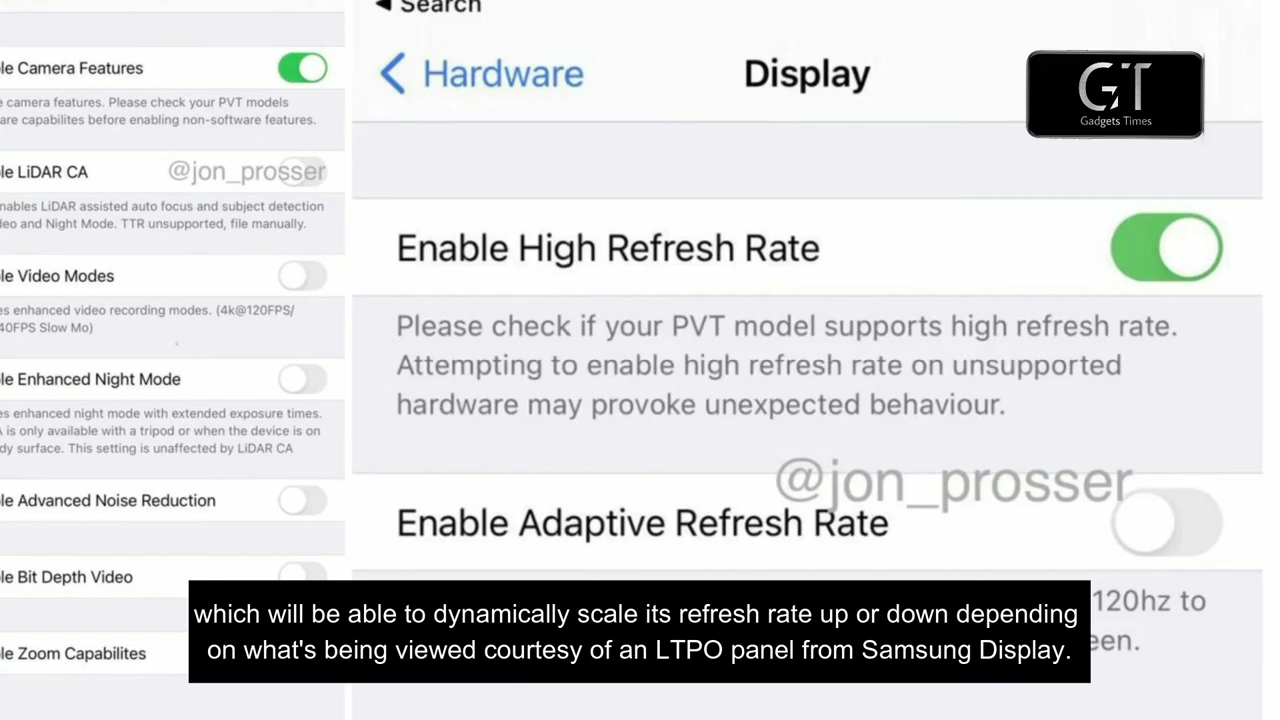 le Camera Features
e camera features. Please check your PVT models
are capabilites before enabling non-software features.
le LiDAR CA
@jon_prosser
nables LiDAR assisted auto focus and subject detection
deo and Night Mode. TTR unsupported, file manually.
le Video Modes
es enhanced video recording modes. (4k@120FPS/
40FPS Slow Mo)
le Enhanced Night Mode
es enhanced night mode with extended exposure times.
A is only available with a tripod or when the device is on
dy surface. This setting is unaffected by LiDAR CA
le Advanced Noise Reduction
le Bit Depth Video
le Zoom Capabilites
Search
Hardware
Display
GT
Gadgets Times
Enable High Refresh Rate
Please check if your PVT model supports high refresh rate.
Attempting to enable high refresh rate on unsupported
hardware may provoke unexpected behaviour.
@jon_prosser
Enable Adaptive Refresh Rate
120hz to
een.
which will be able to dynamically scale its refresh rate up or down depending
on what's being viewed courtesy of an LTPO panel from Samsung Display.